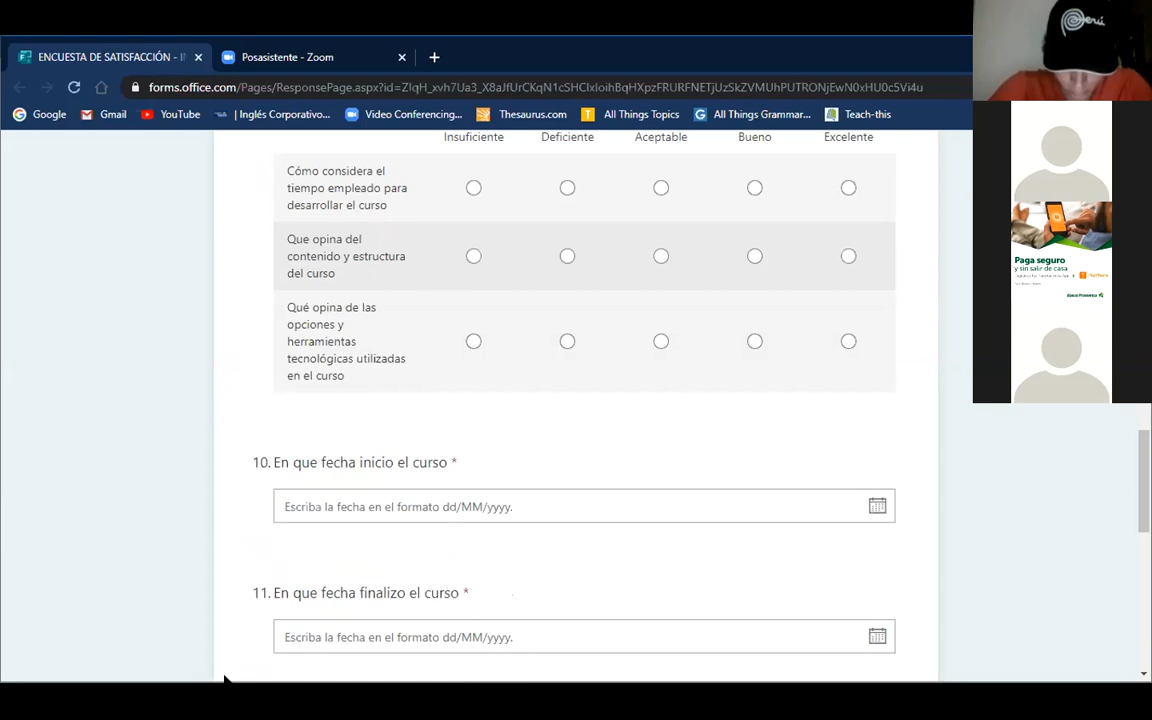 Perú
ENCUESTA DE SATISFACCIÓN - II
Posasistente - Zoom
forms.office.com/Pages/ResponsePage.aspx?id=ZIqH_xvh7Ua3_X8aJfUrCKqN1cSHCIxIoihBqHXpzFRURFNETjUzSkZVMUhPUTRONjEwN0xHU0c5Vi4u
Google
Gmail
YouTube
| Inglés Corporativo...
Video Conferencing...
Thesaurus.com
All Things Topics
All Things Grammar...
Teach-this
Insuficiente Deficiente Aceptable Bueno Excelente
Cómo considera el
tiempo empleado para
desarrollar el curso
Que opina del
contenido y estructura
del curso
Qué opina de las
opciones y
herramientas
tecnológicas utilizadas
en el curso
10. En que fecha inicio el curso *
Escriba la fecha en el formato dd/MM/yyyy.
11. En que fecha finalizo el curso *
Escriba la fecha en el formato dd/MM/yyyy.
Paga seguro
y sin salir de casa